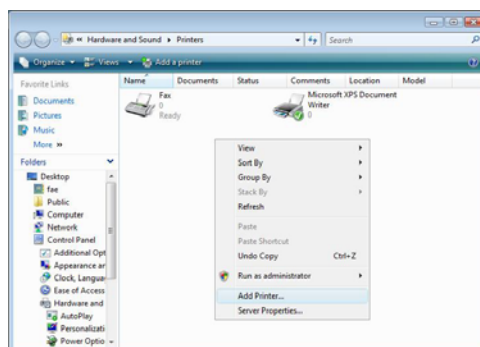 « Hardware and Sound ▸ Printers
Search
Organize Views Add a printer
Favorite Links
Documents
Pictures
Music
More »
Folders
Desktop
fae
Public
Computer
Network
Control Panel
Additional Opt
Appearance an
Clock, Langua
Ease of Access
Hardware and
AutoPlay
Personalizati
Power Optio
Name Documents Status Comments Location Model
Fax
0
Ready
Microsoft XPS Document
Writer
0
View
Sort By
Group By
Stack By
Refresh
Paste
Paste Shortcut
Undo Copy Ctrl+Z
Run as administrator
Add Printer...
Server Properties...